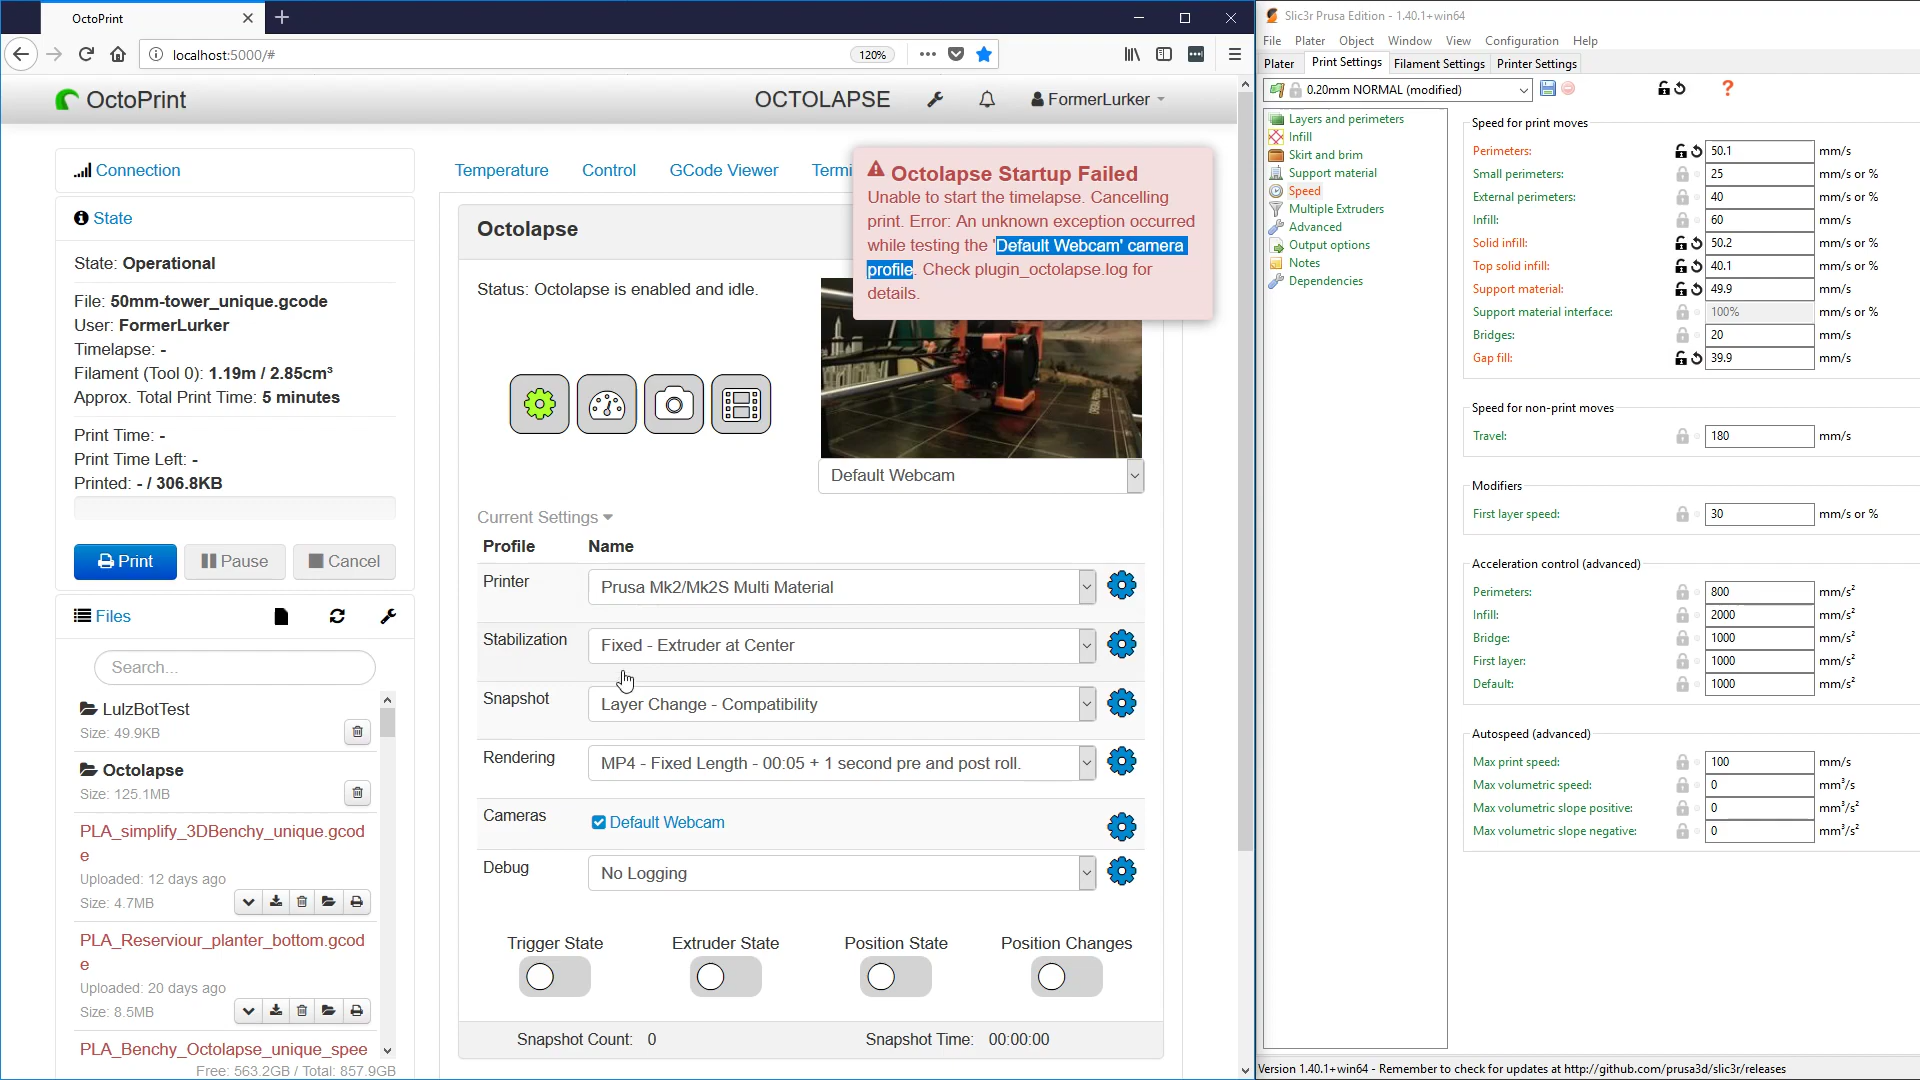 OctoPrint
localhost:5000/#
120%
OctoPrint
OCTOLAPSE
FormerLurker
Connection
State
State: Operational
File: 50mm-tower_unique.gcode
User: FormerLurker
Timelapse: -
Filament (Tool 0): 1.19m / 2.85cm³
Approx. Total Print Time: 5 minutes
Print Time: -
Print Time Left: -
Printed: - / 306.8KB
Print
Pause
Cancel
Files
Search...
LulzBotTest
Size: 49.9KB
Octolapse
Size: 125.1MB
PLA_simplify_3DBenchy_unique.gcod
e
Uploaded: 12 days ago
Size: 4.7MB
PLA_Reserviour_planter_bottom.gcod
e
Uploaded: 20 days ago
Size: 8.5MB
PLA_Benchy_Octolapse_unique_spee
Free: 563.2GB / Total: 857.9GB
Temperature
Control
GCode Viewer
Termi
Octolapse Startup Failed
Unable to start the timelapse. Cancelling
print. Error: An unknown exception occurred
while testing the 'Default Webcam' camera
profile. Check plugin_octolapse.log for
details.
Octolapse
Status: Octolapse is enabled and idle.
Default Webcam
Current Settings
Profile Name
Printer Prusa Mk2/Mk2S Multi Material
Stabilization Fixed - Extruder at Center
Snapshot Layer Change - Compatibility
Rendering MP4 - Fixed Length - 00:05 + 1 second pre and post roll.
Cameras Default Webcam
Debug No Logging
Trigger State
Extruder State
Position State
Position Changes
Snapshot Count: 0
Snapshot Time: 00:00:00
Slic3r Prusa Edition - 1.40.1+win64
File Plater Object Window View Configuration Help
Plater Print Settings Filament Settings Printer Settings
0.20mm NORMAL (modified)
?
Layers and perimeters
Infill
Skirt and brim
Support material
Speed
Multiple Extruders
Advanced
Output options
Notes
Dependencies
Speed for print moves
Perimeters: 50.1 mm/s
Small perimeters: 25 mm/s or %
External perimeters: 40 mm/s or %
Infill: 60 mm/s
Solid infill: 50.2 mm/s or %
Top solid infill: 40.1 mm/s or %
Support material: 49.9 mm/s
Support material interface: 100% mm/s or %
Bridges: 20 mm/s
Gap fill: 39.9 mm/s
Speed for non-print moves
Travel: 180 mm/s
Modifiers
First layer speed: 30 mm/s or %
Acceleration control (advanced)
Perimeters: 800 mm/s²
Infill: 2000 mm/s²
Bridge: 1000 mm/s²
First layer: 1000 mm/s²
Default: 1000 mm/s²
Autospeed (advanced)
Max print speed: 100 mm/s
Max volumetric speed: 0 mm³/s
Max volumetric slope positive: 0 mm³/s²
Max volumetric slope negative: 0 mm³/s²
Version 1.40.1+win64 - Remember to check for updates at http://github.com/prusa3d/slic3r/releases